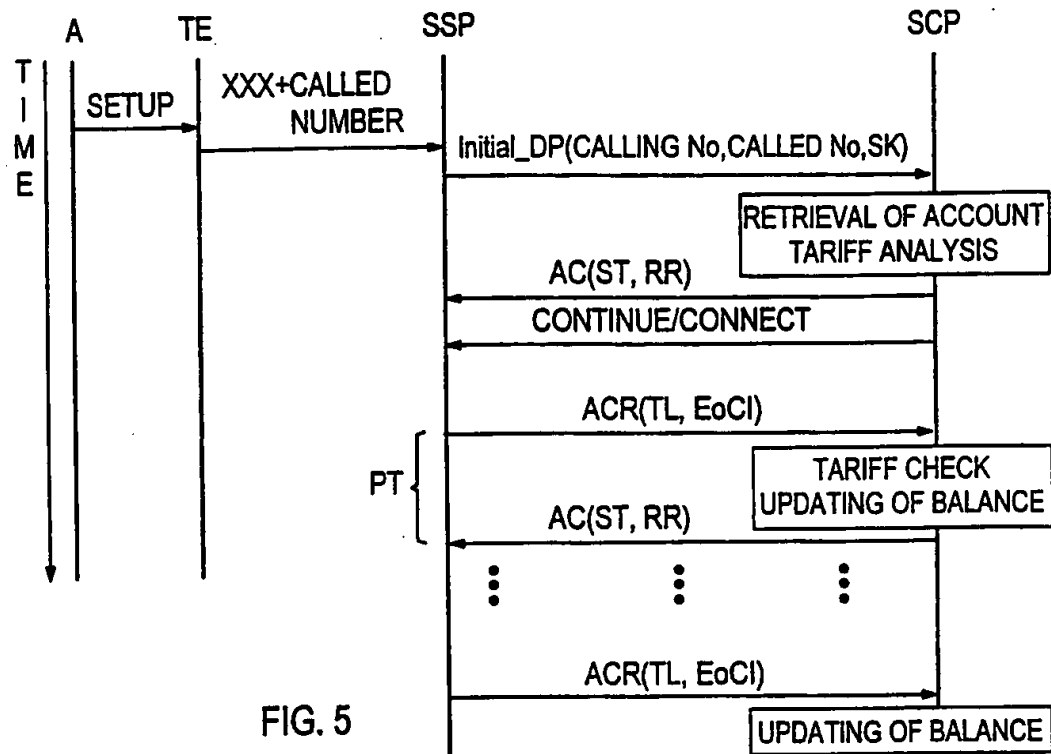 A
TE
SSP
SCP
TIME
SETUP
XXX+CALLED
NUMBER
Initial_DP(CALLING No,CALLED No,SK)
RETRIEVAL OF ACCOUNT
TARIFF ANALYSIS
AC(ST, RR)
CONTINUE/CONNECT
ACR(TL, EoCI)
PT
TARIFF CHECK
UPDATING OF BALANCE
AC(ST, RR)
ACR(TL, EoCI)
FIG. 5
UPDATING OF BALANCE